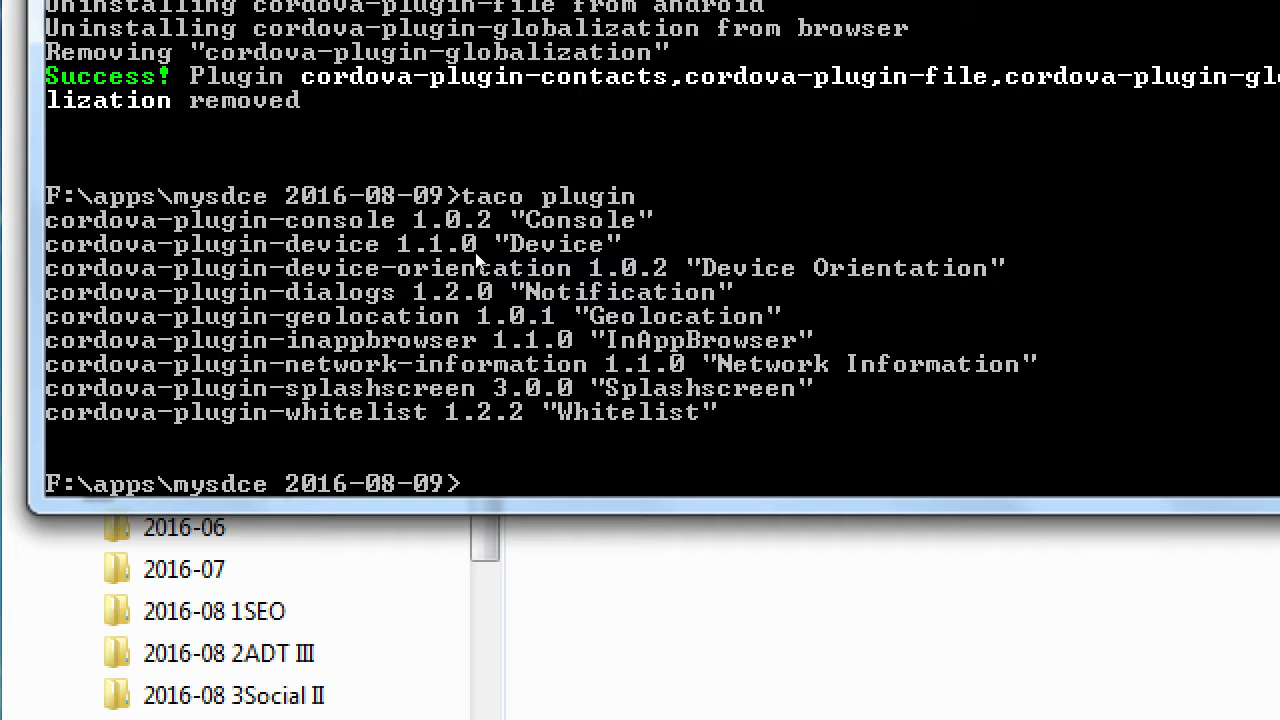 Uninstalling cordova-plugin-file from android
Uninstalling cordova-plugin-globalization from browser
Removing "cordova-plugin-globalization"
Success! Plugin cordova-plugin-contacts,cordova-plugin-file,cordova-plugin-glo
lization removed
F:\apps\mysdce 2016-08-09>taco plugin
cordova-plugin-console 1.0.2 "Console"
cordova-plugin-device 1.1.0 "Device"
cordova-plugin-device-orientation 1.0.2 "Device Orientation"
cordova-plugin-dialogs 1.2.0 "Notification"
cordova-plugin-geolocation 1.0.1 "Geolocation"
cordova-plugin-inappbrowser 1.1.0 "InAppBrowser"
cordova-plugin-network-information 1.1.0 "Network Information"
cordova-plugin-splashscreen 3.0.0 "Splashscreen"
cordova-plugin-whitelist 1.2.2 "Whitelist"
F:\apps\mysdce 2016-08-09>
2016-06
2016-07
2016-08 1SEO
2016-08 2ADT III
2016-08 3Social II